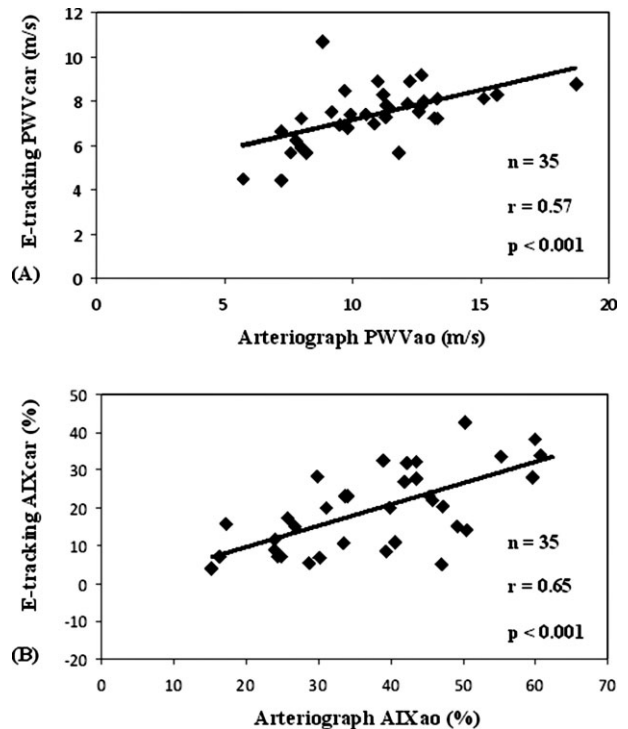 12
10
8
6
4
2
0
E-tracking PWVcar (m/s)
n = 35
r = 0.57
p < 0.001
(A)
0 5 10 15 20
Arteriograph PWVao (m/s)
50
40
30
20
10
0
-10
-20
E-tracking AIXcar (%)
n = 35
r = 0.65
p < 0.001
(B)
0 10 20 30 40 50 60 70
Arteriograph AIXao (%)